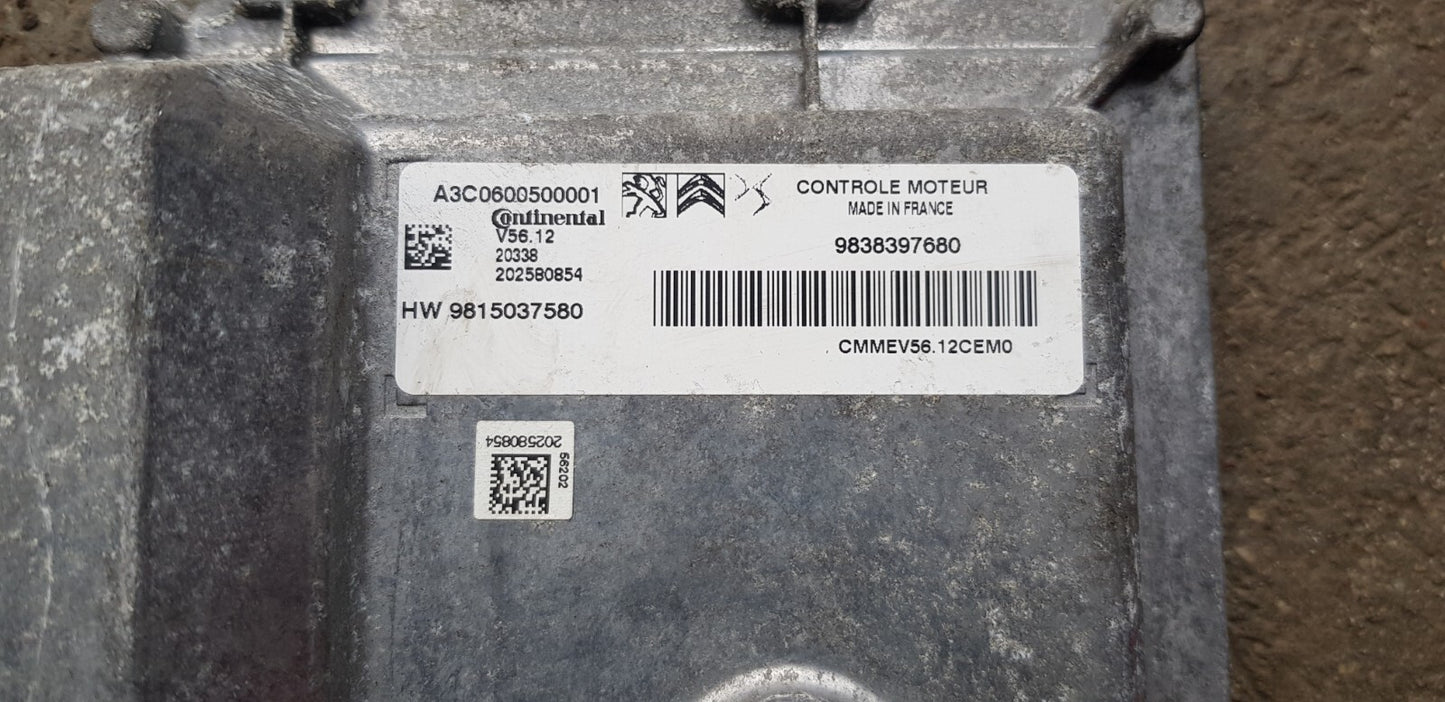 A3C0600500001
Continental
V56.12
20338
202580854
HW 9815037580
CONTROLE MOTEUR
MADE IN FRANCE
9838397680
CMMEV56.12CEM0
202580854
56202